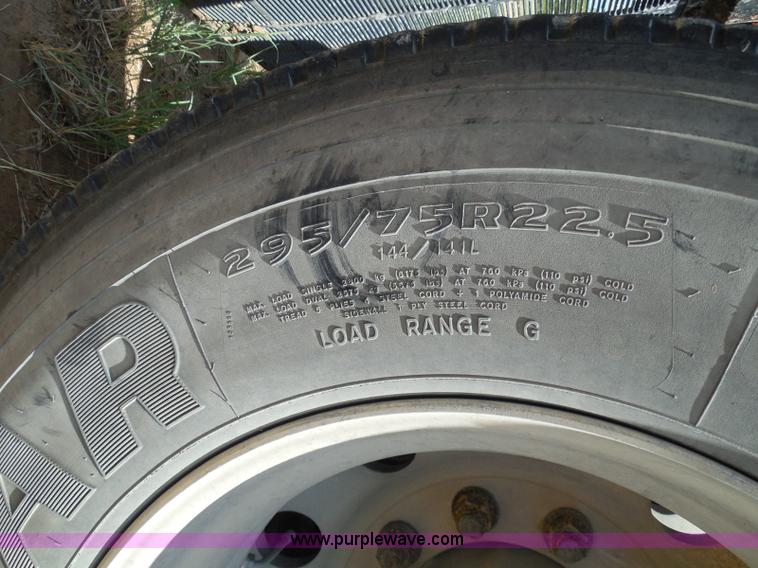 295/75R22.5
144/141L
MAX. LOAD SINGLE 2800 KG (6175 lbs) AT 760 KPa (110 psi) COLD
MAX. LOAD DUAL 2575 KG (5675 lbs) AT 760 KPa (110 psi) COLD
TREAD 5 PLIES STEEL CORD + 1 POLYAMIDE CORD
SIDEWALL 1 PLY STEEL CORD
LOAD RANGE G
AR
www.purplewave.com